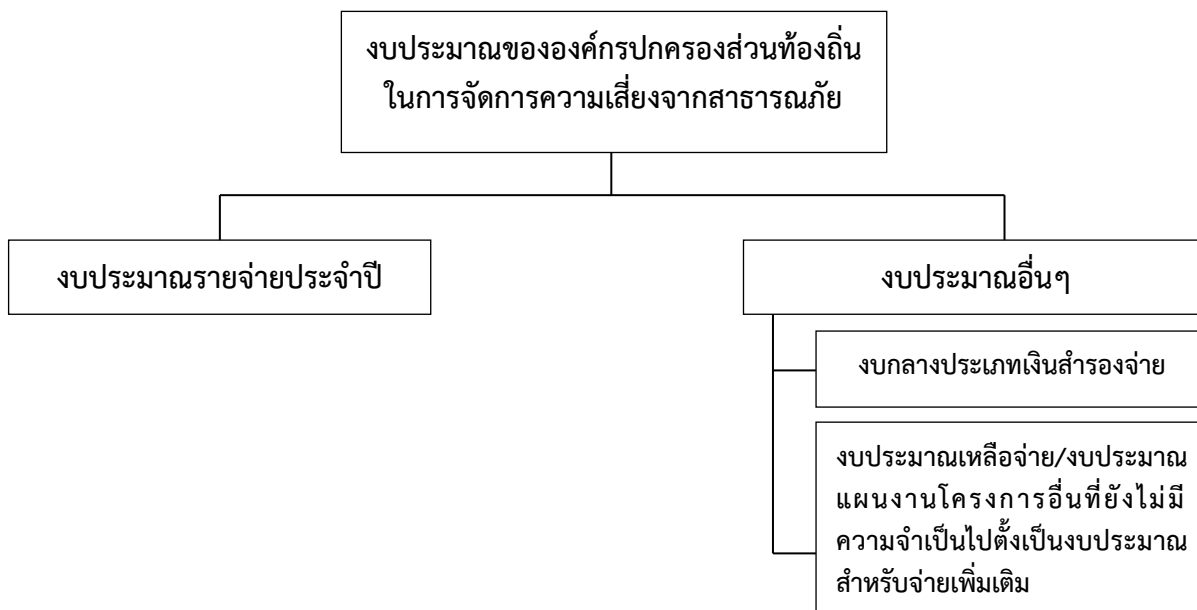 งบประมาณขององค์กรปกครองส่วนท้องถิ่น
ในการจัดการความเสี่ยงจากสาธารณภัย
งบประมาณรายจ่ายประจำปี
งบประมาณอื่นๆ
งบกลางประเภทเงินสำรองจ่าย
งบประมาณเหลือจ่าย/งบประมาณ
แผนงานโครงการอื่นที่ยังไม่มี
ความจำเป็นไปตั้งเป็นงบประมาณ
สำหรับจ่ายเพิ่มเติม